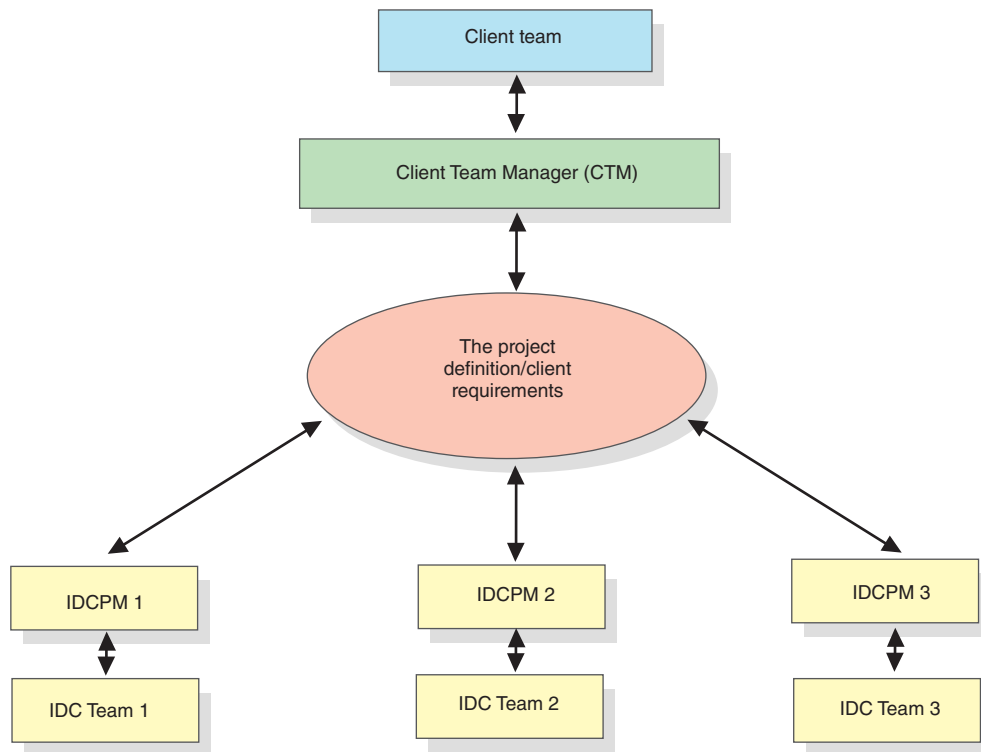 Client team
Client Team Manager (CTM)
The project
definition/client
requirements
IDCPM 1
IDCPM 2
IDCPM 3
IDC Team 1
IDC Team 2
IDC Team 3